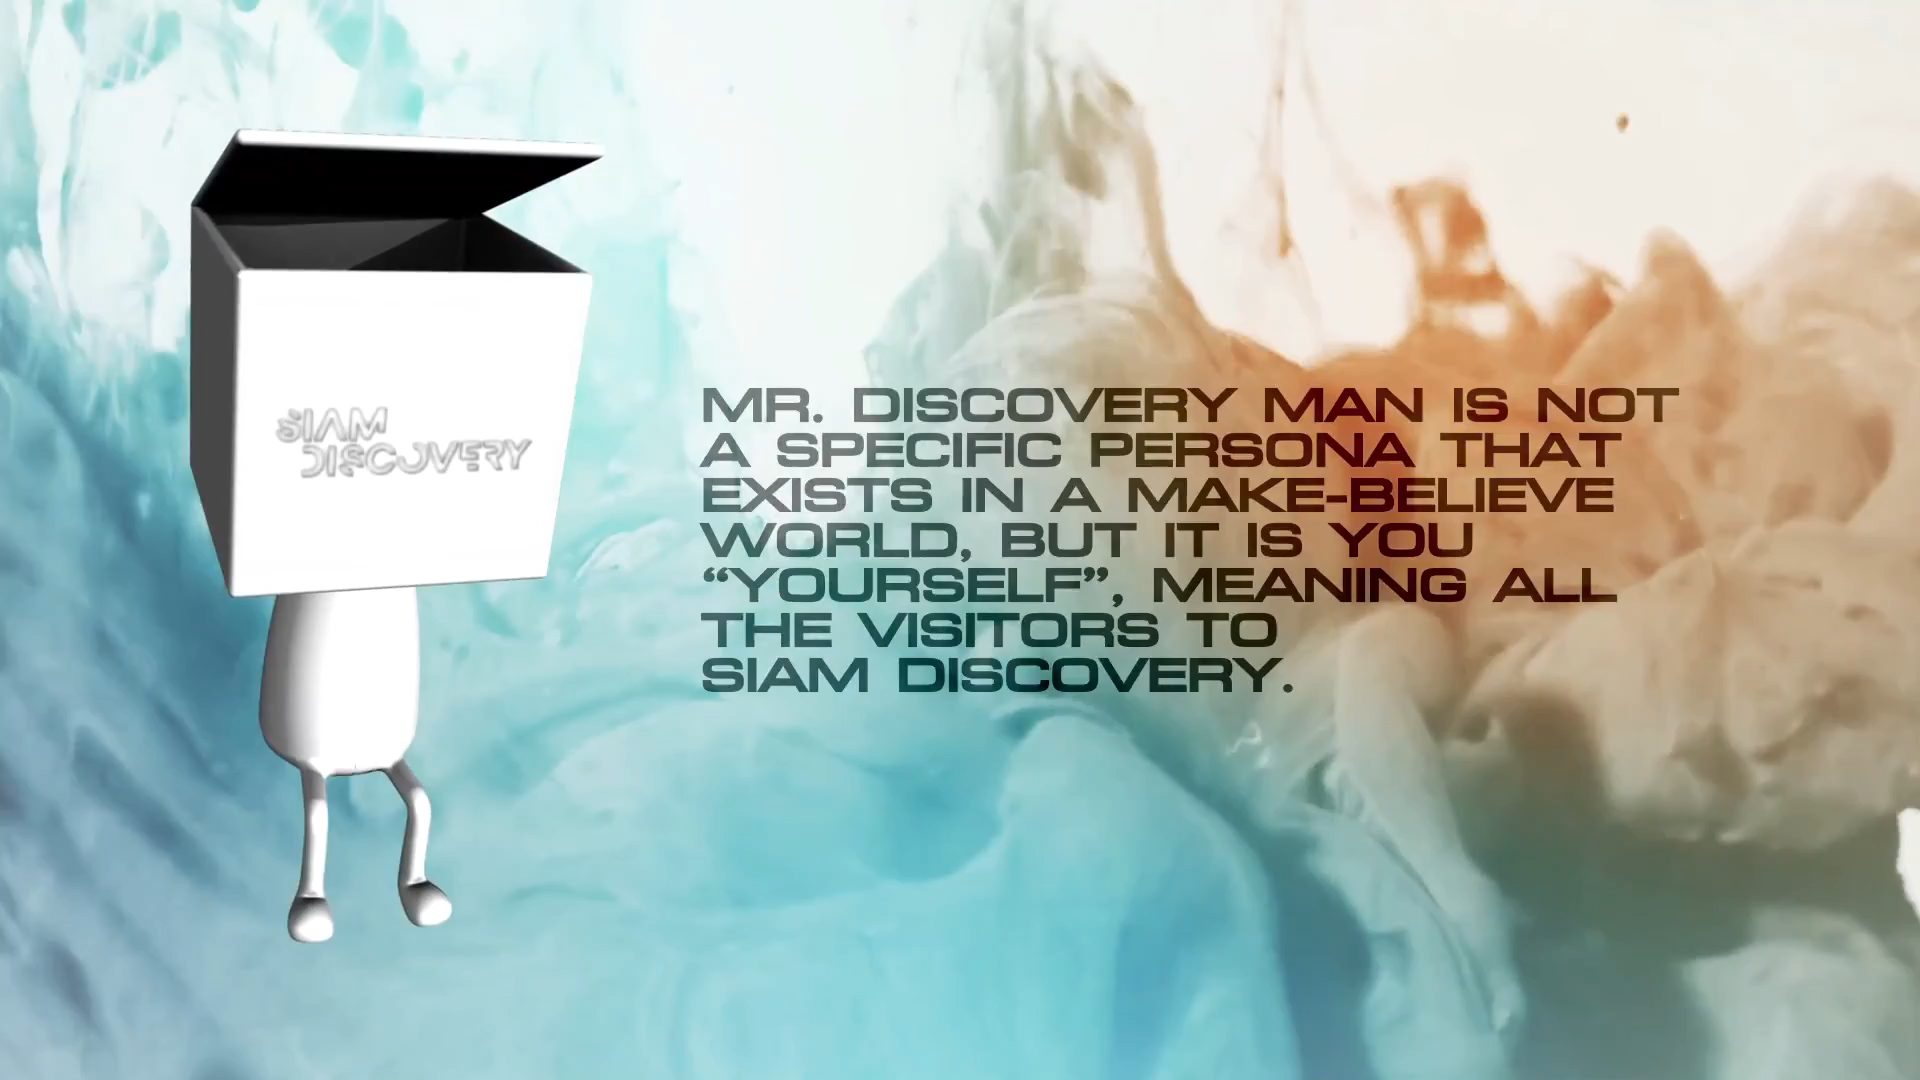 SIAM
DISCOVERY
MR. DISCOVERY MAN IS NOT
A SPECIFIC PERSONA THAT
EXISTS IN A MAKE-BELIEVE
WORLD, BUT IT IS YOU
“YOURSELF”, MEANING ALL
THE VISITORS TO
SIAM DISCOVERY.